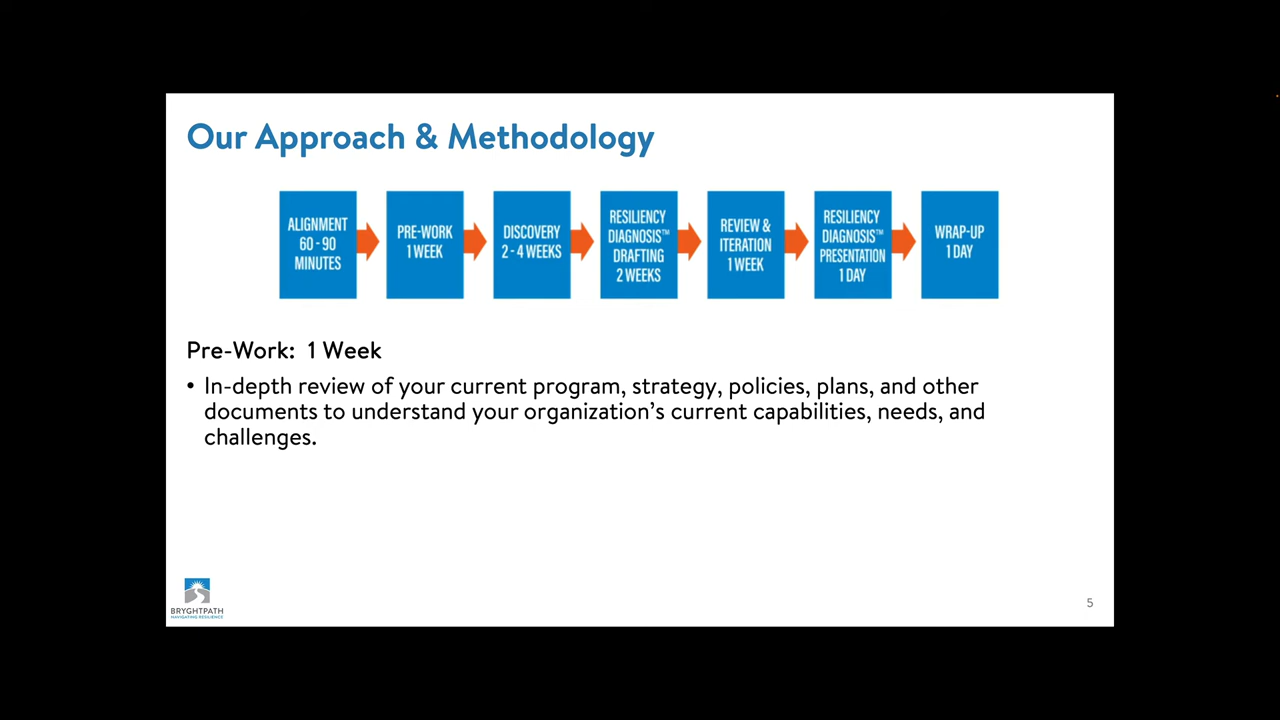 Our Approach & Methodology
ALIGNMENT
60 - 90
MINUTES
PRE-WORK
1 WEEK
DISCOVERY
2 - 4 WEEKS
RESILIENCY
DIAGNOSIS™
DRAFTING
2 WEEKS
REVIEW &
ITERATION
1 WEEK
RESILIENCY
DIAGNOSIS™
PRESENTATION
1 DAY
WRAP-UP
1 DAY
Pre-Work:  1 Week
• In-depth review of your current program, strategy, policies, plans, and other
documents to understand your organization's current capabilities, needs, and
challenges.
BRYGHTPATH
NAVIGATING RESILIENCE
5